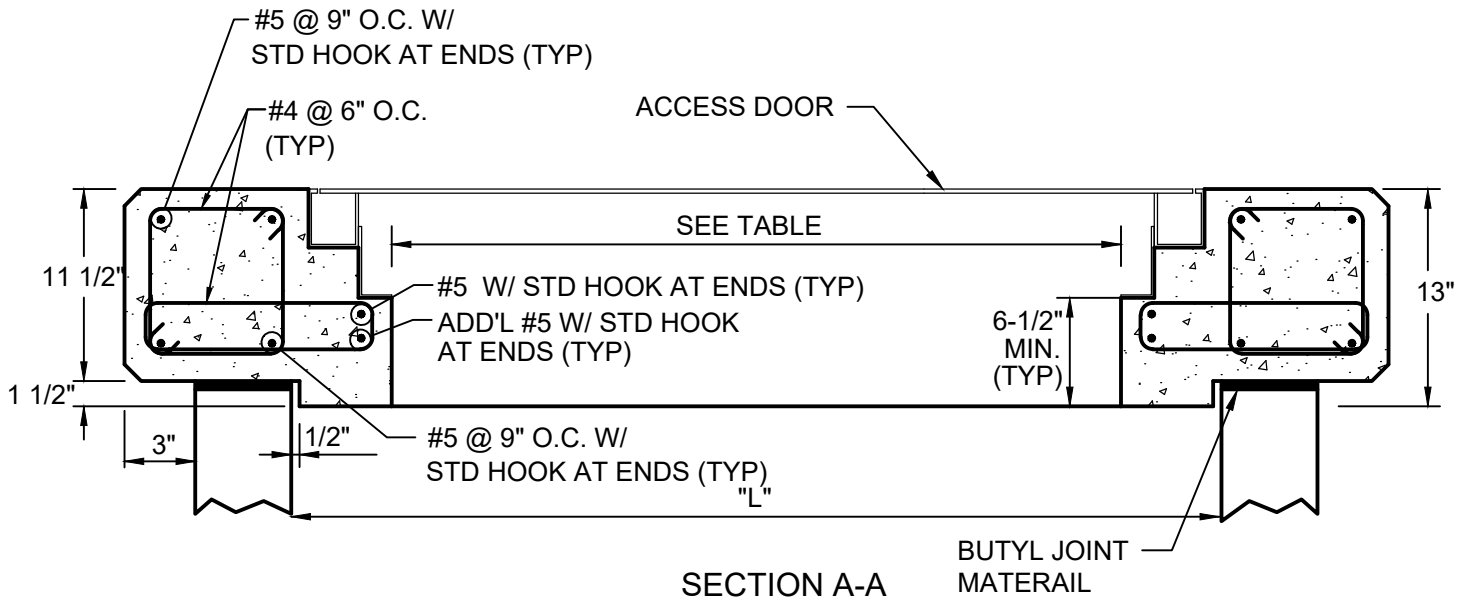 #5 @ 9" O.C. W/
STD HOOK AT ENDS (TYP)
#4 @ 6" O.C.
(TYP)
ACCESS DOOR
SEE TABLE
11 1/2"
#5 W/ STD HOOK AT ENDS (TYP)
ADD'L #5 W/ STD HOOK
AT ENDS (TYP)
6-1/2"
MIN.
(TYP)
13"
1 1/2"
3"
1/2"
#5 @ 9" O.C. W/
STD HOOK AT ENDS (TYP)
"L"
BUTYL JOINT
MATERAIL
SECTION A-A